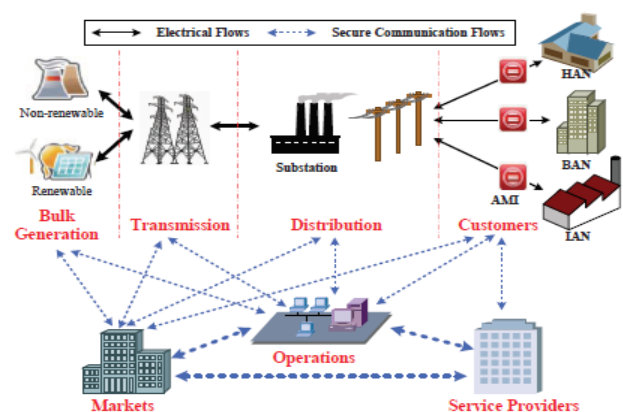 Electrical Flows
Secure Communication Flows
Non-renewable
Renewable
Substation
HAN
BAN
AMI
IAN
Bulk
Generation
Transmission
Distribution
Customers
Operations
Markets
Service Providers